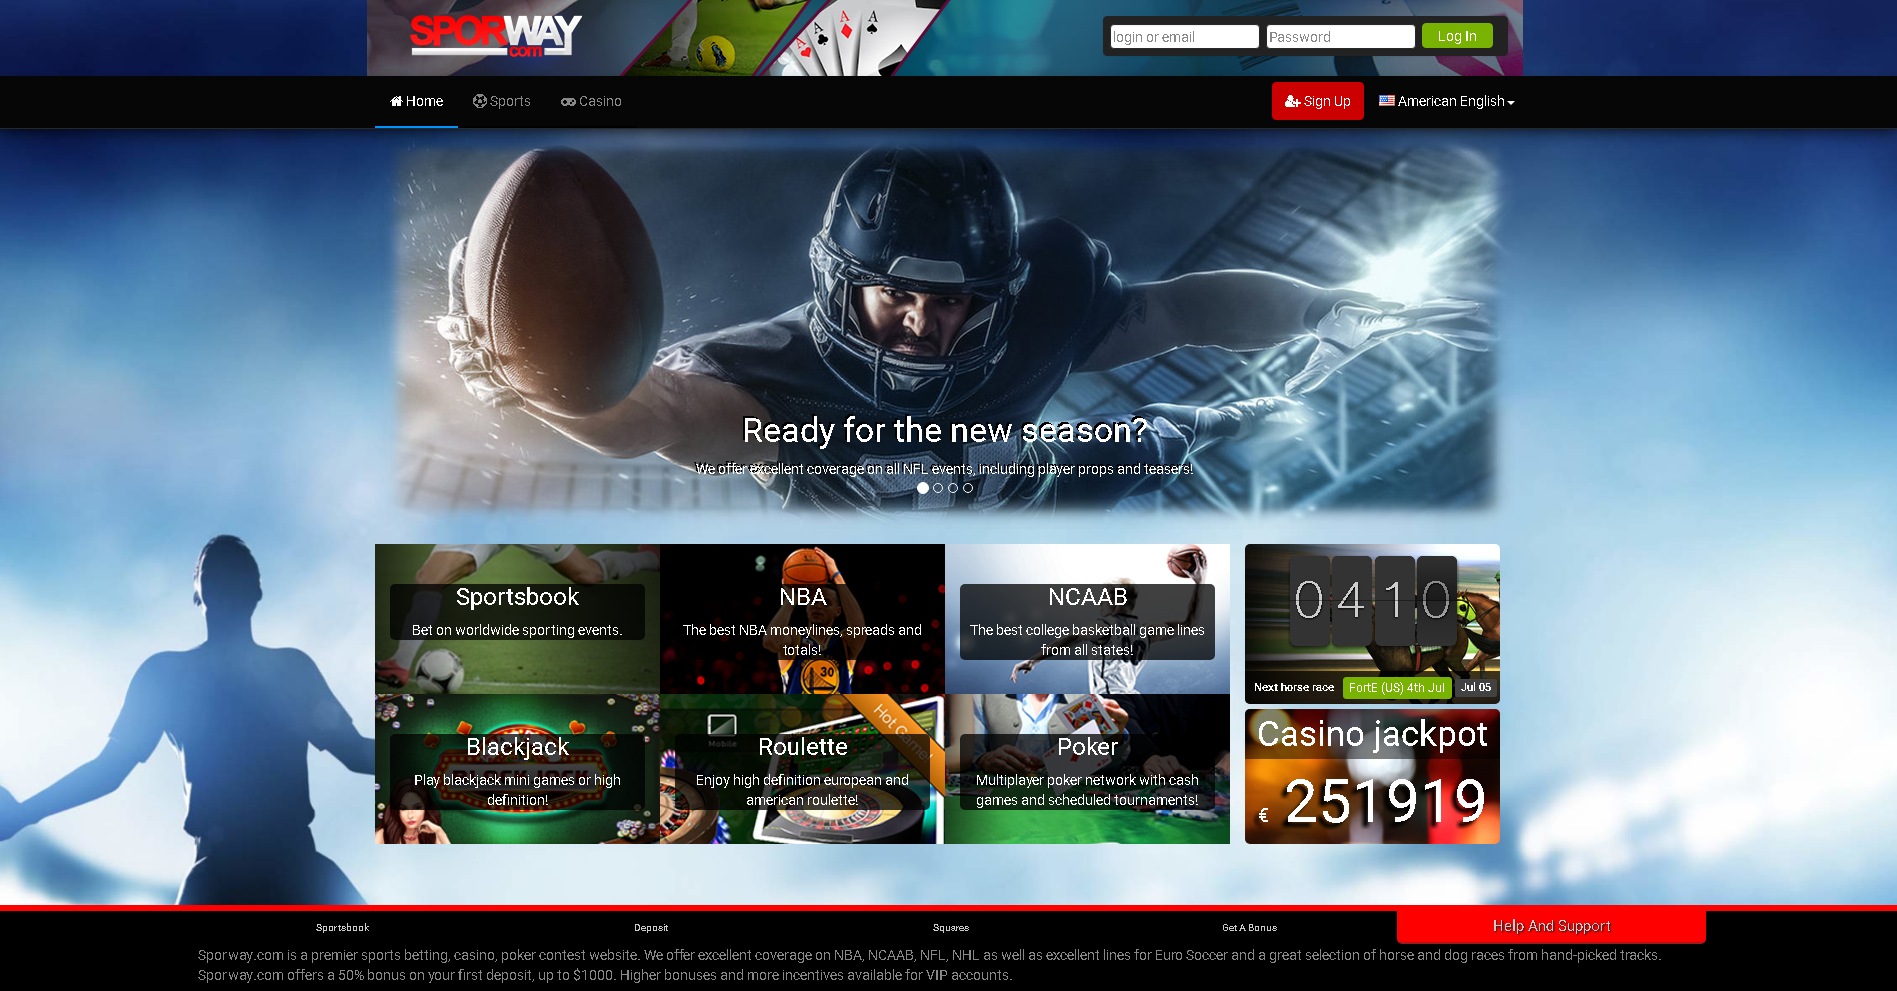 SPORWAY
.com
login or email
Password
Log In
Home
Sports
Casino
Sign Up
American English
Ready for the new season?
We offer excellent coverage on all NFL events, including player props and teasers!
Sportsbook
Bet on worldwide sporting events.
NBA
The best NBA moneylines, spreads and
totals!
30
NCAAB
The best college basketball game lines
from all states!
0410
Next horse race
FortE (US) 4th Jul
Jul 05
Blackjack
Play blackjack mini games or high
definition!
Mobile
Hot Game!
Roulette
Enjoy high definition european and
american roulette!
Poker
Multiplayer poker network with cash
games and scheduled tournaments!
Casino jackpot
€ 251919
Sportsbook
Deposit
Squares
Get A Bonus
Help And Support
Sporway.com is a premier sports betting, casino, poker contest website. We offer excellent coverage on NBA, NCAAB, NFL, NHL as well as excellent lines for Euro Soccer and a great selection of horse and dog races from hand-picked tracks.
Sporway.com offers a 50% bonus on your first deposit, up to $1000. Higher bonuses and more incentives available for VIP accounts.